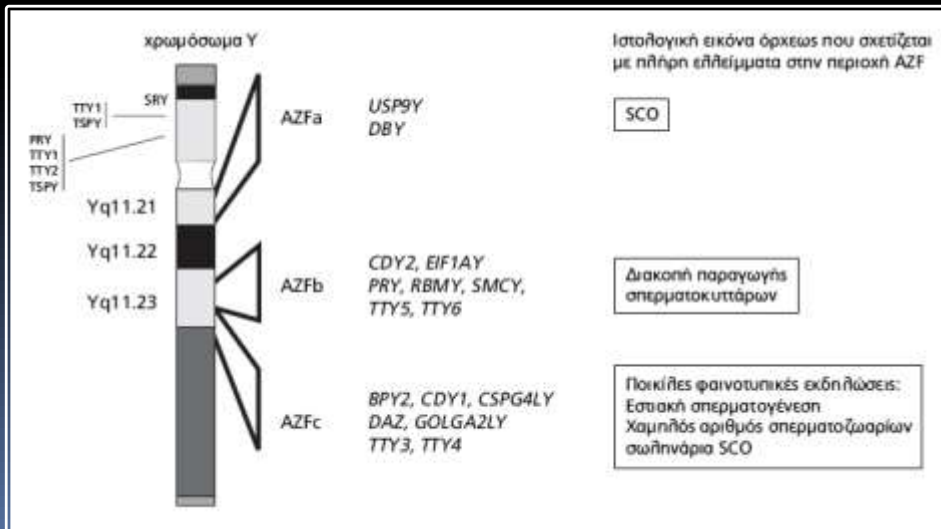 χρωμόσωμα Υ
Ιστολογική εικόνα όρχεως που σχετίζεται
με πλήρη ελλείμματα στην περιοχή AZF
SRY
TTY1
TSPY
PRY
TTY1
TTY2
TSPY
AZFa
USP9Y
DBY
SCO
Yq11.21
Yq11.22
Yq11.23
AZFb
CDY2, EIF1AY
PRY, RBMY, SMCY,
TTY5, TTY6
Διακοπή παραγωγής
σπερματοκυττάρων
AZFc
BPY2, CDY1, CSPG4LY
DAZ, GOLGA2LY
TTY3, TTY4
Ποικίλες φαινοτυπικές εκδηλώσεις:
Εστιακή σπερματογένεση
Χαμηλός αριθμός σπερματοζωαρίων
σωληνάρια SCO